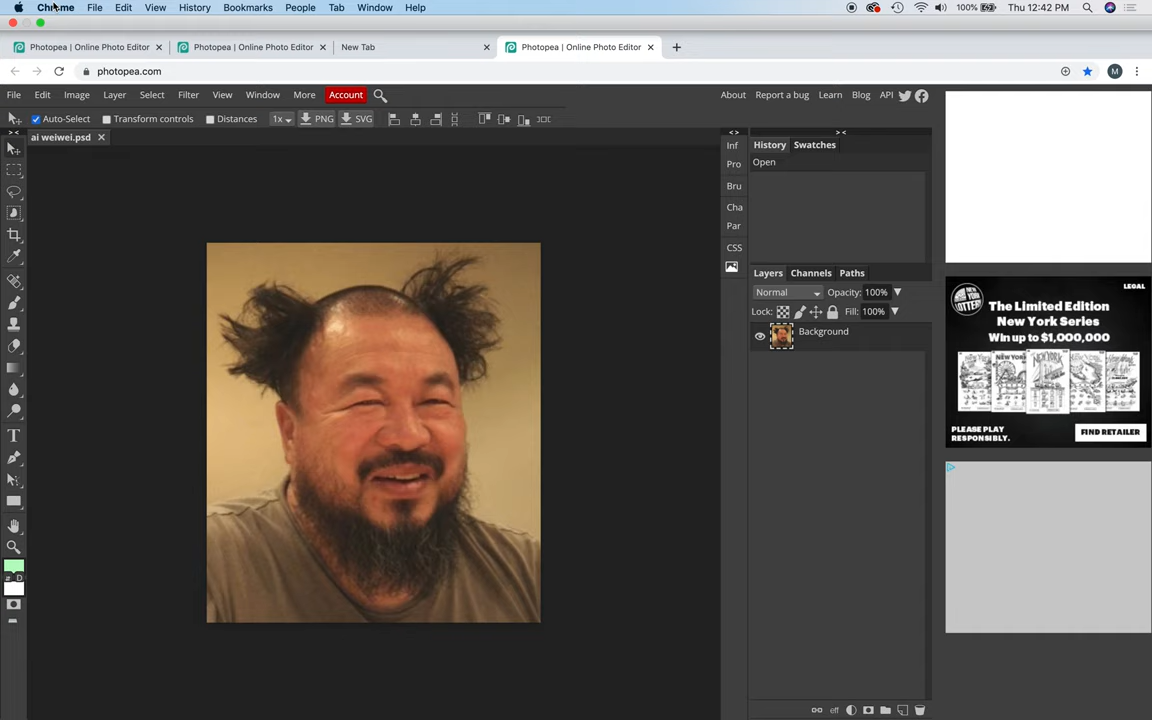 Chrome File Edit View History Bookmarks People Tab Window Help 100% Thu 12:42 PM
Photopea | Online Photo Editor Photopea | Online Photo Editor New Tab Photopea | Online Photo Editor
photopea.com M
File Edit Image Layer Select Filter View Window More Account About Report a bug Learn Blog API
Auto-Select Transform controls Distances 1x PNG SVG
ai weiwei.psd
Inf
Pro
Bru
Cha
Par
CSS
History Swatches
Open
Layers Channels Paths
Normal Opacity: 100%
Lock: Fill: 100%
Background
eff
T
D
LEGAL
NEW YORK LOTTERY
The Limited Edition
New York Series
Win up to $1,000,000
PLEASE PLAY
RESPONSIBLY.
FIND RETAILER